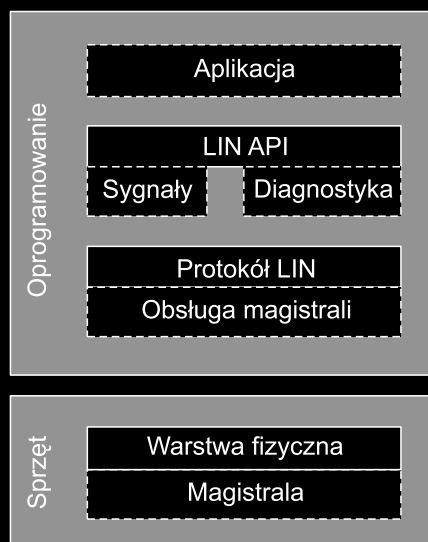 Oprogramowanie
Aplikacja
LIN API
Sygnały
Diagnostyka
Protokół LIN
Obsługa magistrali
Sprzęt
Warstwa fizyczna
Magistrala